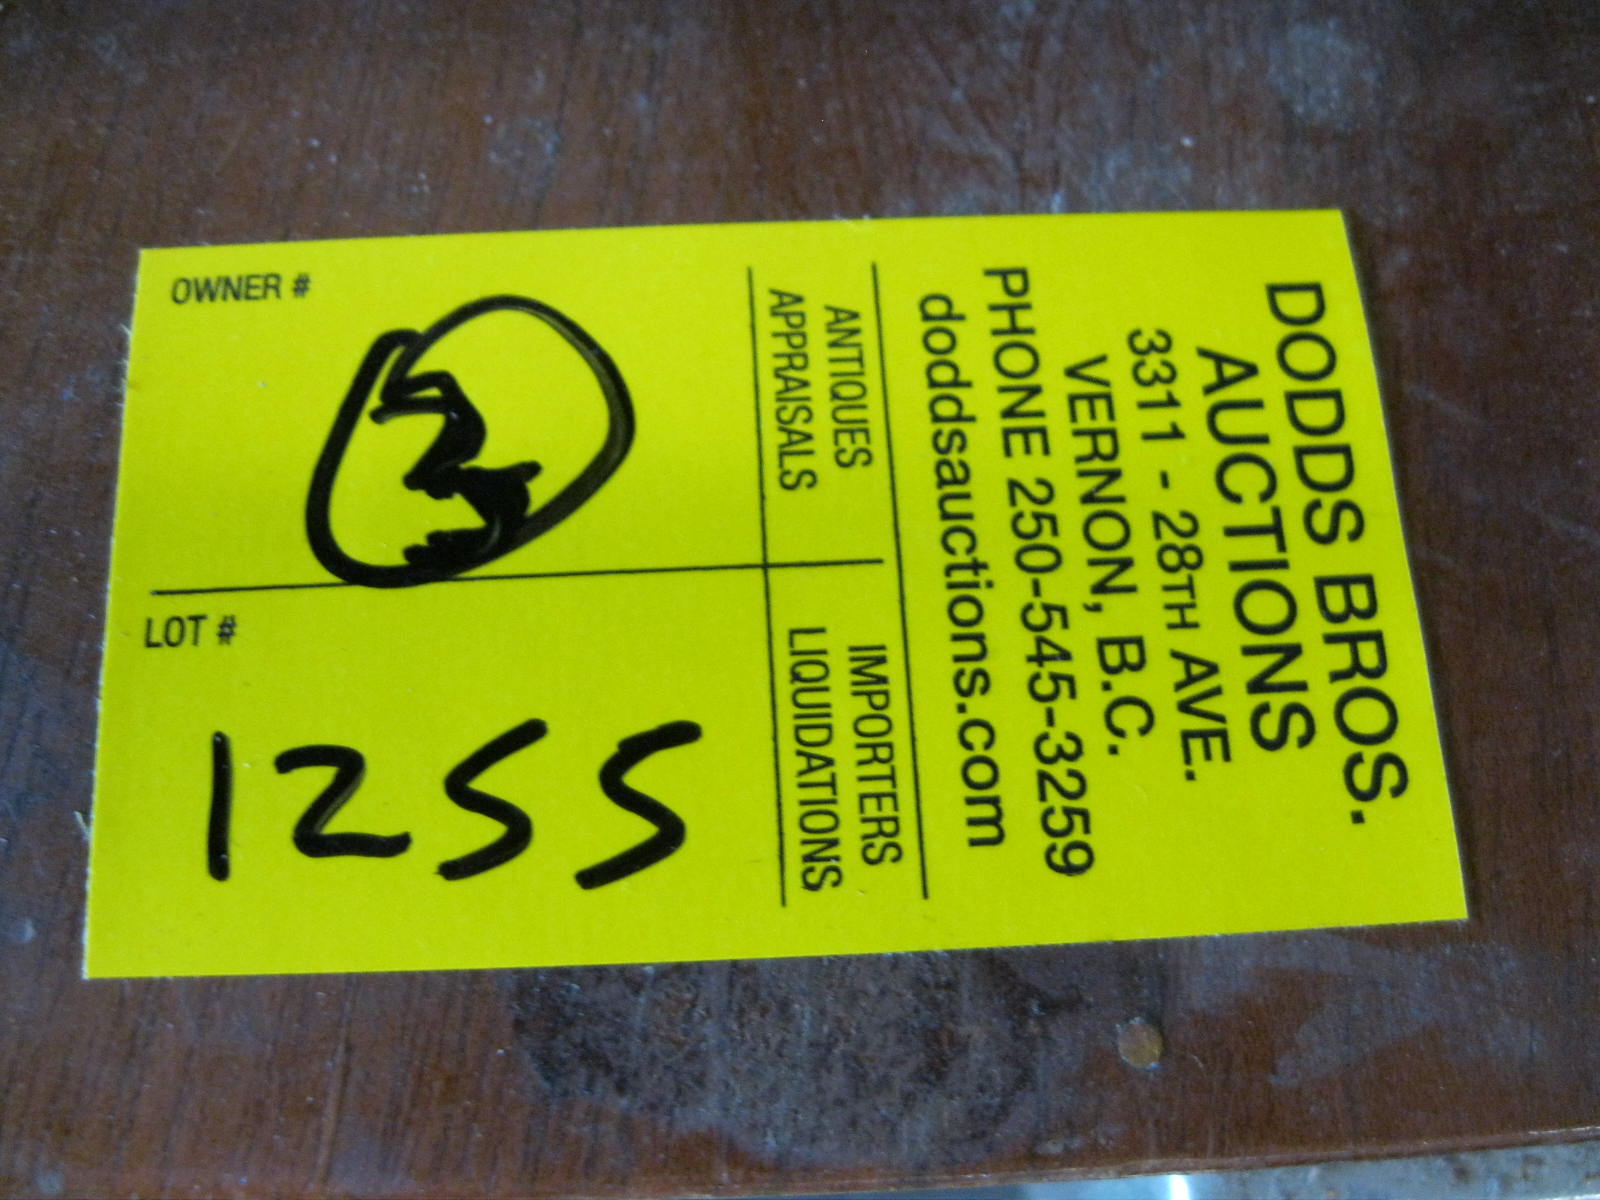 OWNER #
LOT #
1255
ANTIQUES
APPRAISALS
IMPORTERS
LIQUIDATIONS
DODDS BROS.
AUCTIONS
3311 - 28TH AVE.
VERNON, B.C.
PHONE 250-545-3259
doddsauctions.com